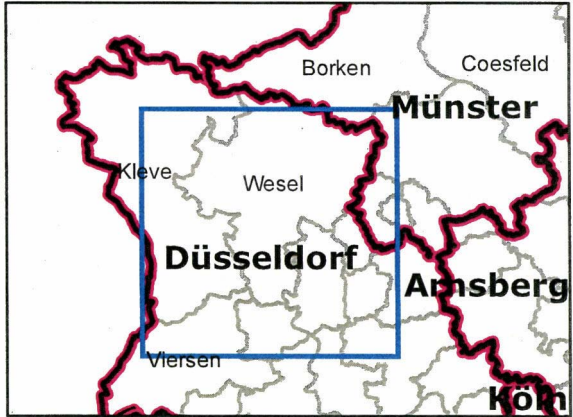 Borken
Coesfeld
Münster
Kleve
Wesel
Düsseldorf
Arnsberg
Viersen
Köln